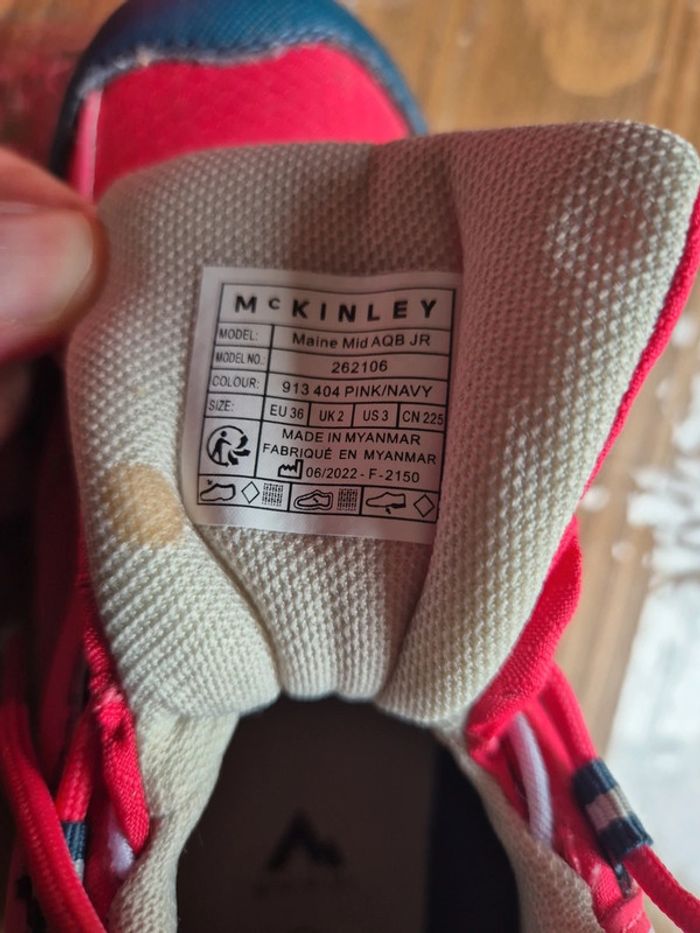 McKINLEY
MODEL: Maine Mid AQB JR
MODEL NO.: 262106
COLOUR: 913 404 PINK/NAVY
SIZE: EU 36 UK 2 US 3 CN 225
MADE IN MYANMAR
FABRIQUÉ EN MYANMAR
06/2022 - F-2150